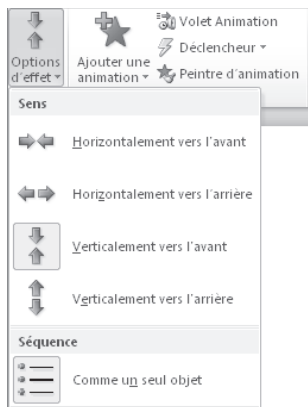 Options
d'effet
Ajouter une
animation
Volet Animation
Déclencheur
Peintre d'animation
Sens
Horizontalement vers l'avant
Horizontalement vers l'arrière
Verticalement vers l'avant
Verticalement vers l'arrière
Séquence
Comme un seul objet